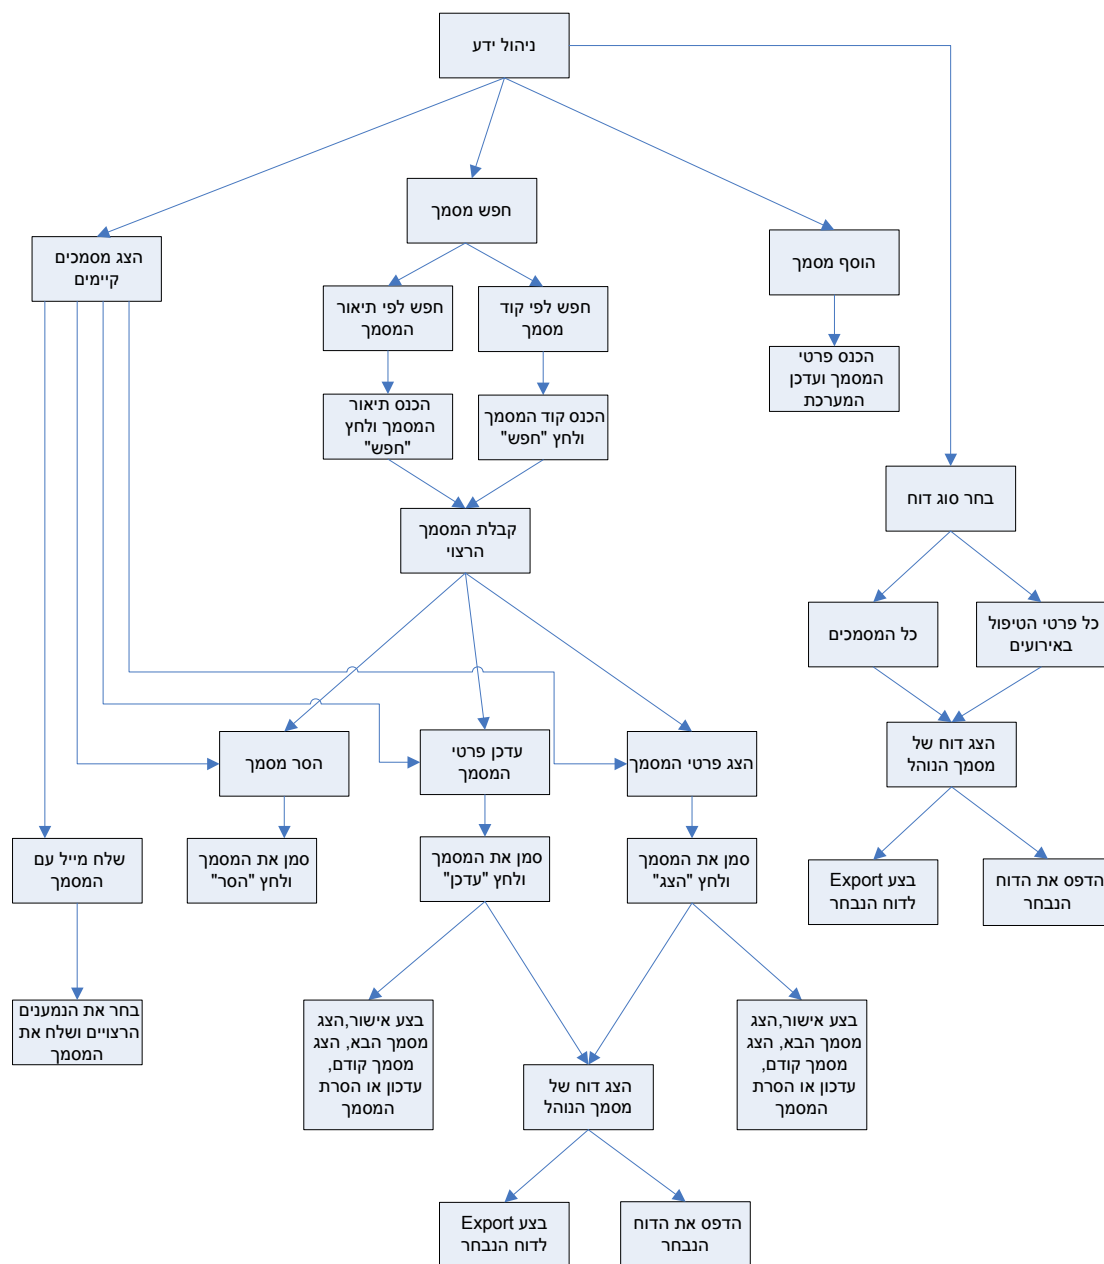 ניהול ידע
חפש מסמך
הוסף מסמך
הצג מסמכים
קיימים
חפש לפי קוד
מסמך
חפש לפי תיאור
המסמך
הכנס פרטי
המסמך ועדכן
המערכת
הכנס קוד המסמך
ולחץ "חפש"
הכנס תיאור
המסמך ולחץ
"חפש"
בחר סוג דוח
קבלת המסמך
הרצוי
כל פרטי הטיפול
באירועים
כל המסמכים
הצג דוח של
מסמך הנוהל
הצג פרטי המסמך
עדכן פרטי
המסמך
הסר מסמך
הדפס את הדוח
הנבחר
בצע Export
לדוח הנבחר
סמן את המסמך
ולחץ "הצג"
סמן את המסמך
ולחץ "עדכן"
סמן את המסמך
ולחץ "הסר"
שלח מייל עם
המסמך
בצע אישור,הצג
מסמך הבא, הצג
מסמך קודם,
עדכון או הסרת
המסמך
בצע אישור,הצג
מסמך הבא, הצג
מסמך קודם,
עדכון או הסרת
המסמך
בחר את הנמענים
הרצויים ושלח את
המסמך
הצג דוח של
מסמך הנוהל
הדפס את הדוח
הנבחר
בצע Export
לדוח הנבחר